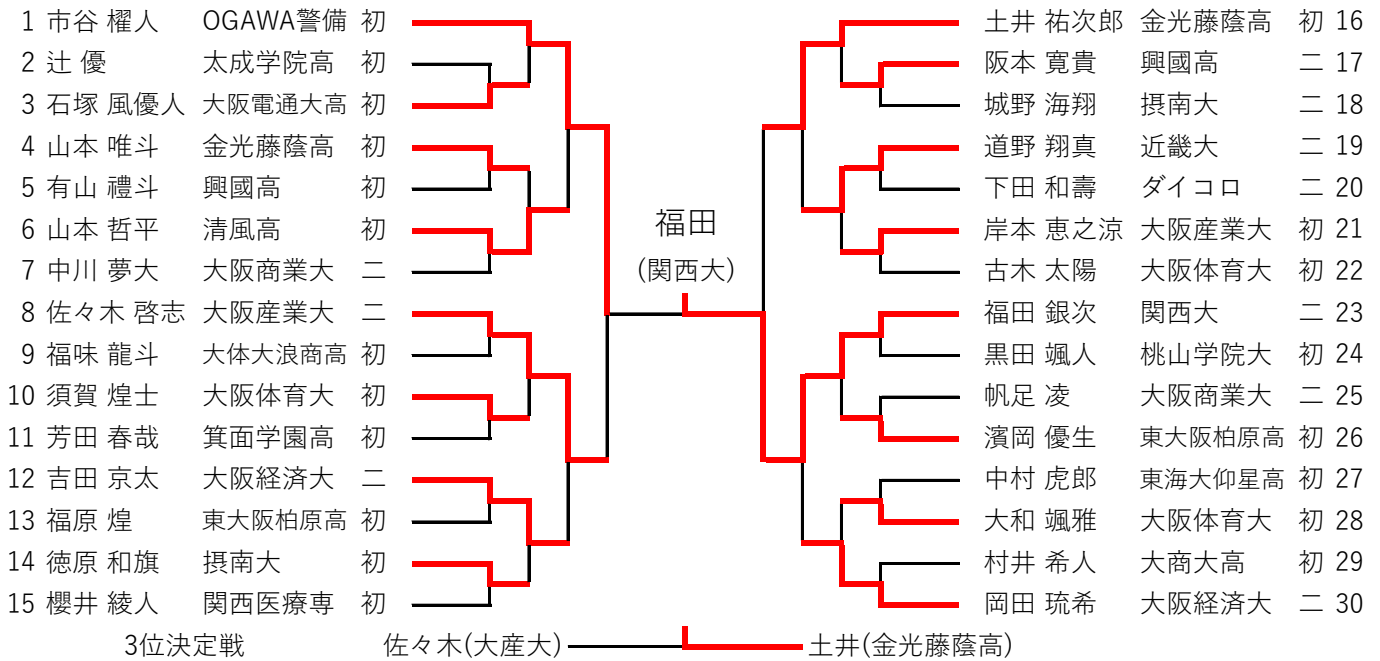 1 市谷 櫂人 OGAWA警備 初
2 辻 優 太成学院高 初
3 石塚 風優人 大阪電通大高 初
4 山本 唯斗 金光藤蔭高 初
5 有山 禮斗 興國高 初
6 山本 哲平 清風高 初
7 中川 夢大 大阪商業大 二
8 佐々木 啓志 大阪産業大 二
9 福味 龍斗 大体大浪商高 初
10 須賀 煌士 大阪体育大 初
11 芳田 春哉 箕面学園高 初
12 吉田 京太 大阪経済大 二
13 福原 煌 東大阪柏原高 初
14 徳原 和旗 摂南大 初
15 櫻井 綾人 関西医療専 初
福田
(関西大)
土井 祐次郎 金光藤蔭高 初 16
阪本 寛貴 興國高 二 17
城野 海翔 摂南大 二 18
道野 翔真 近畿大 二 19
下田 和壽 ダイコロ 二 20
岸本 恵之涼 大阪産業大 初 21
古木 太陽 大阪体育大 初 22
福田 銀次 関西大 二 23
黒田 颯人 桃山学院大 初 24
帆足 凌 大阪商業大 二 25
濱岡 優生 東大阪柏原高 初 26
中村 虎郎 東海大仰星高 初 27
大和 颯雅 大阪体育大 初 28
村井 希人 大商大高 初 29
岡田 琉希 大阪経済大 二 30
3位決定戦 佐々木(大産大) 土井(金光藤蔭高)